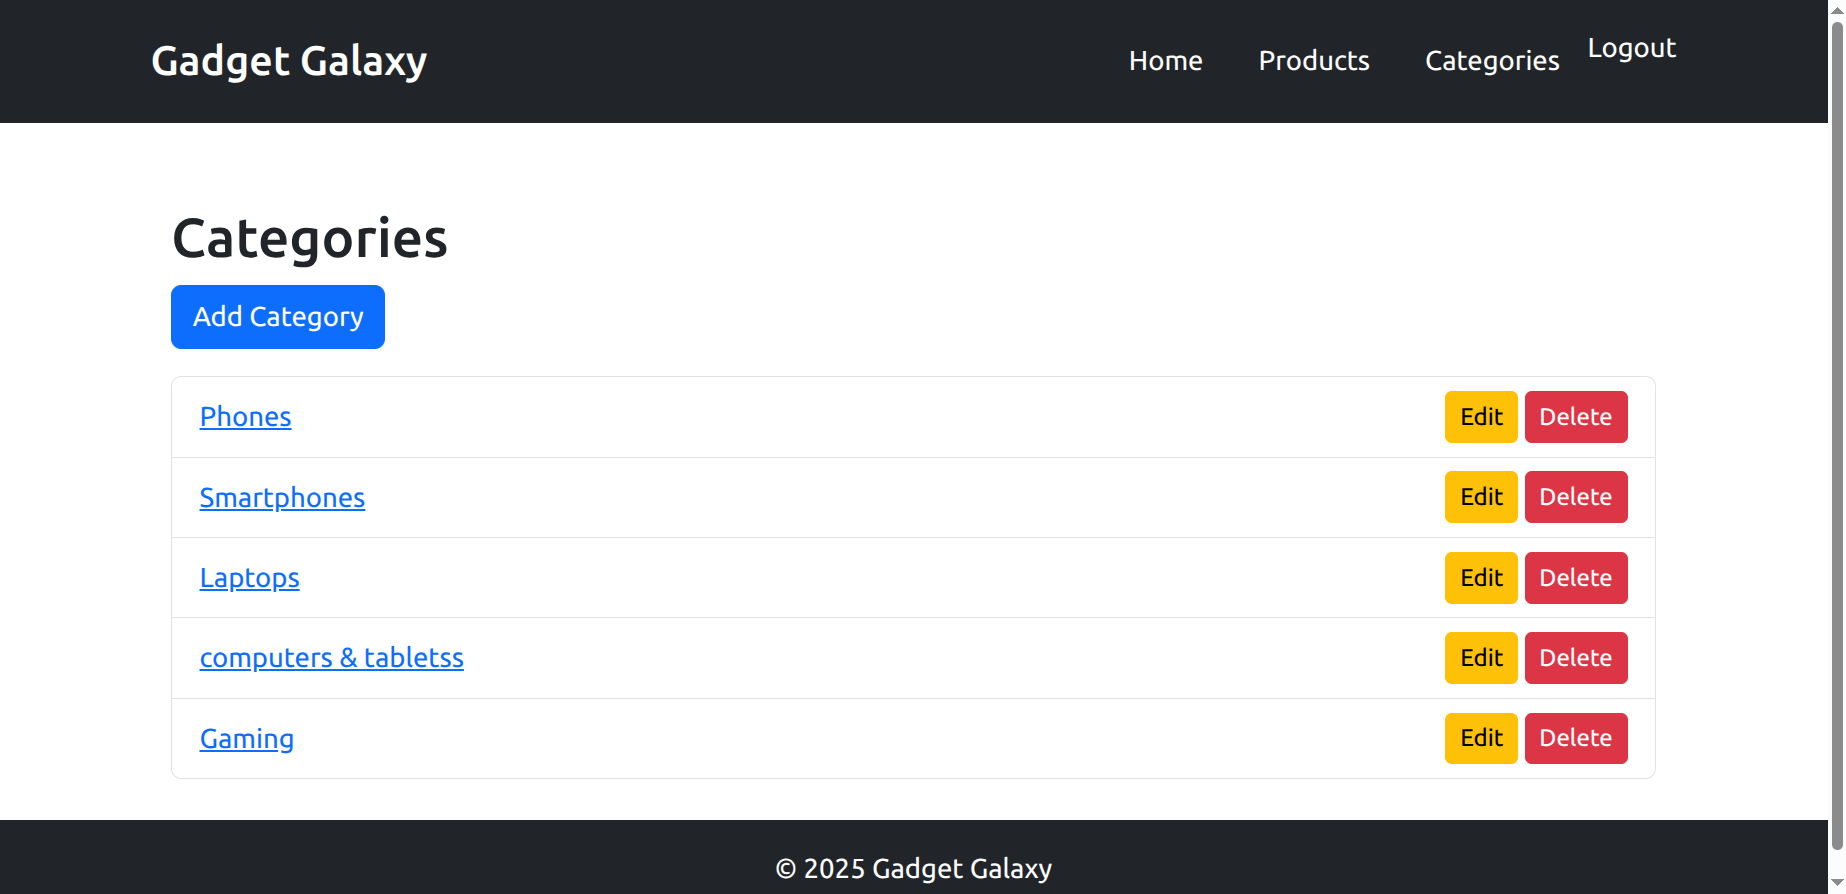 Gadget Galaxy
Home Products Categories Logout
Categories
Add Category
Phones Edit Delete
Smartphones Edit Delete
Laptops Edit Delete
computers & tabletss Edit Delete
Gaming Edit Delete
© 2025 Gadget Galaxy